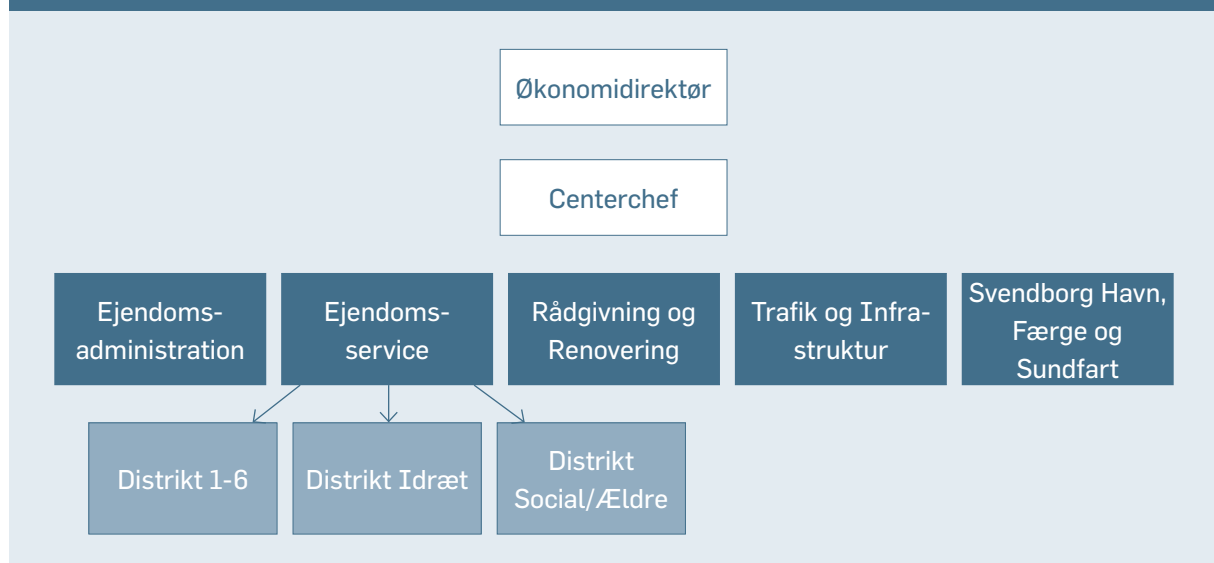 Økonomidirektør
Centerchef
Ejendoms-
administration
Ejendoms-
service
Rådgivning og
Renovering
Trafik og Infra-
struktur
Svendborg Havn,
Færge og
Sundfart
Distrikt 1-6
Distrikt Idræt
Distrikt
Social/Ældre